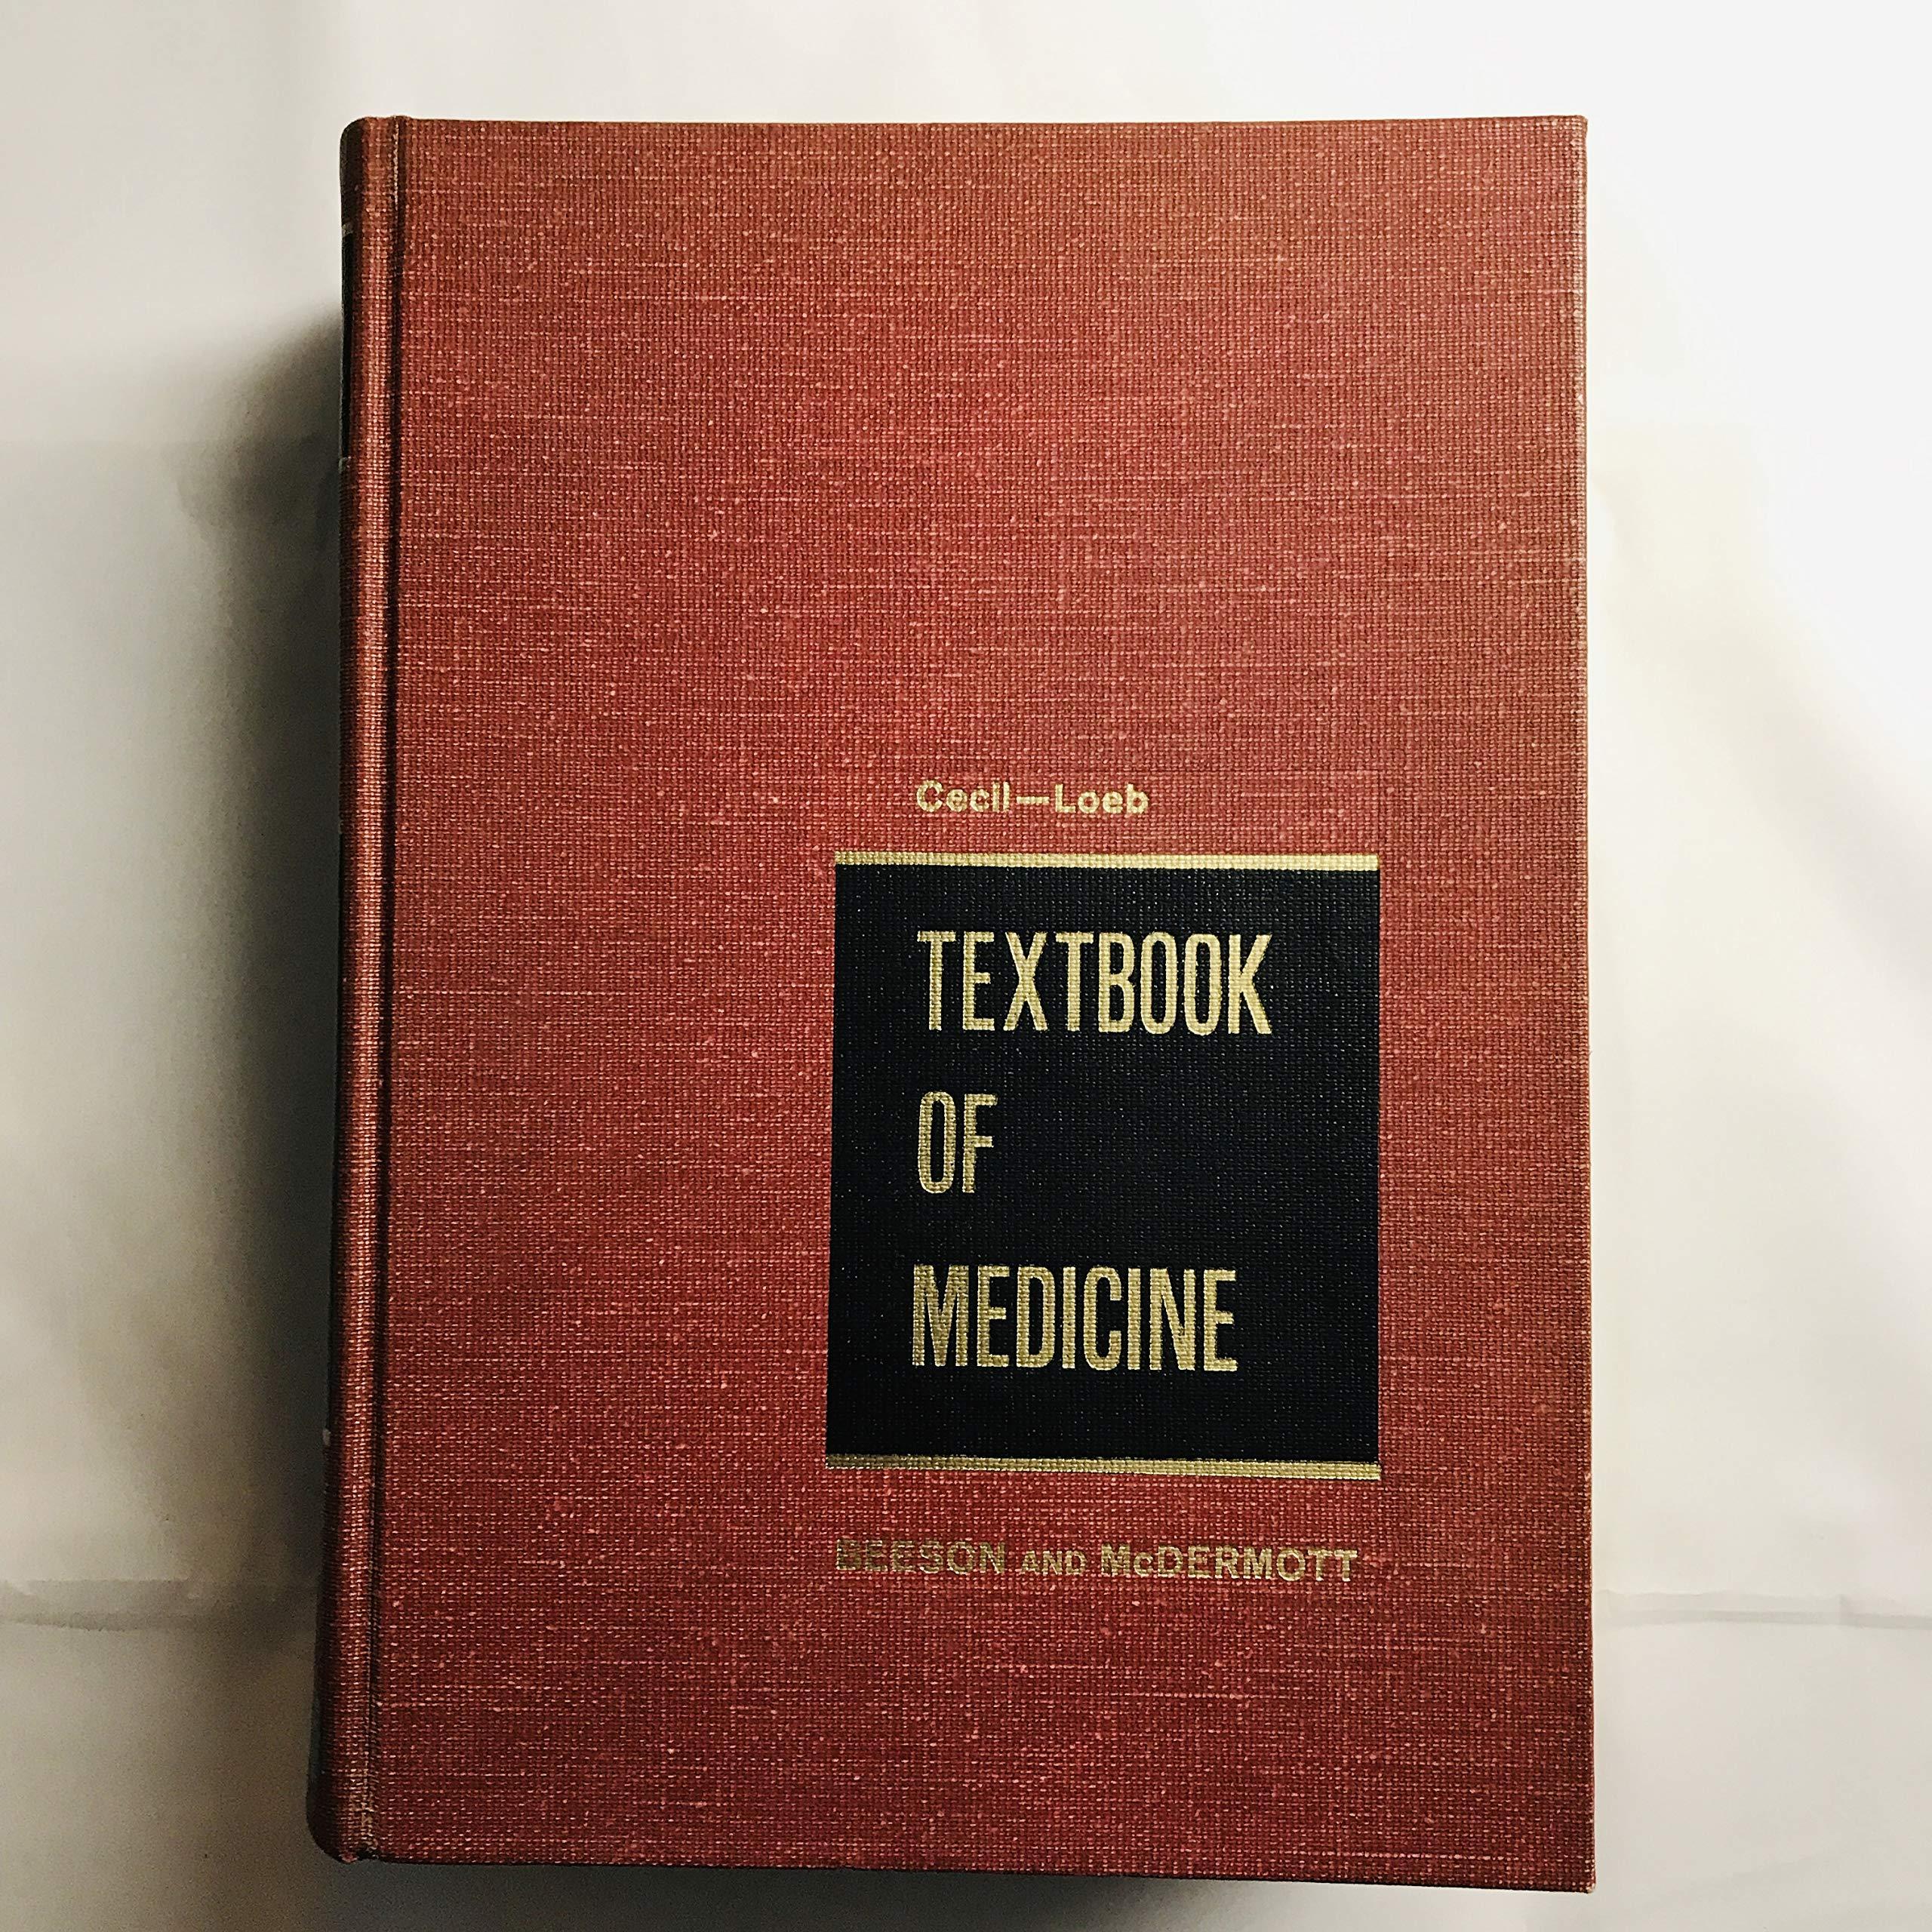 Cecil—Loeb
TEXTBOOK
OF
MEDICINE
BEESON AND McDERMOTT